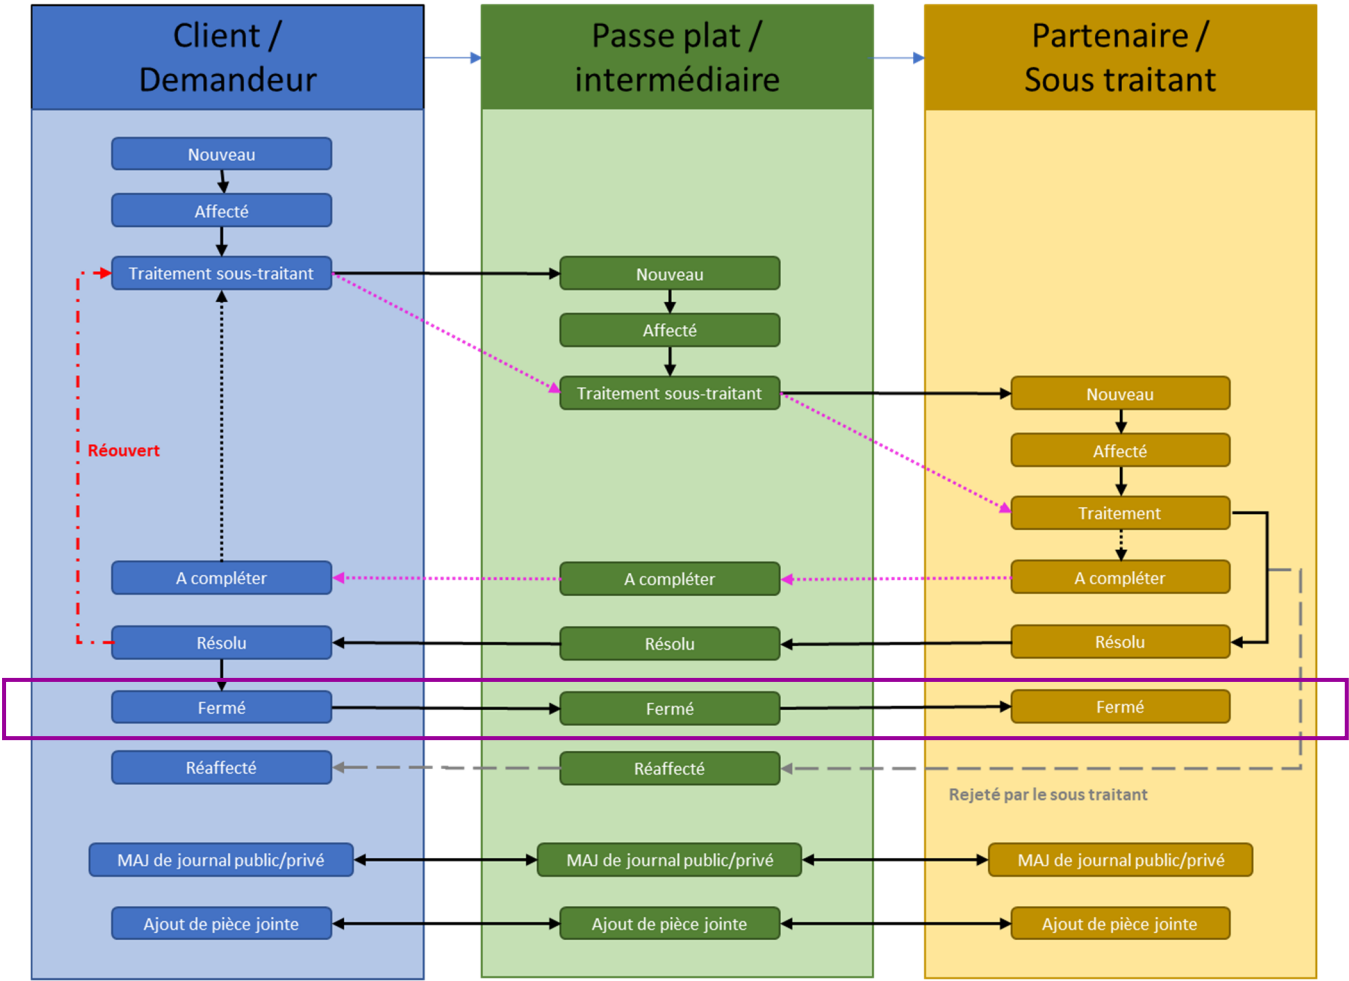 Client /
Demandeur
Passe plat /
intermédiaire
Partenaire /
Sous traitant
Nouveau
Affecté
Traitement sous-traitant
Nouveau
Affecté
Traitement sous-traitant
Nouveau
Affecté
Réouvert
Traitement
A compléter
A compléter
A compléter
Résolu
Résolu
Résolu
Fermé
Fermé
Fermé
Réaffecté
Réaffecté
Rejeté par le sous traitant
MAJ de journal public/privé
MAJ de journal public/privé
MAJ de journal public/privé
Ajout de pièce jointe
Ajout de pièce jointe
Ajout de pièce jointe